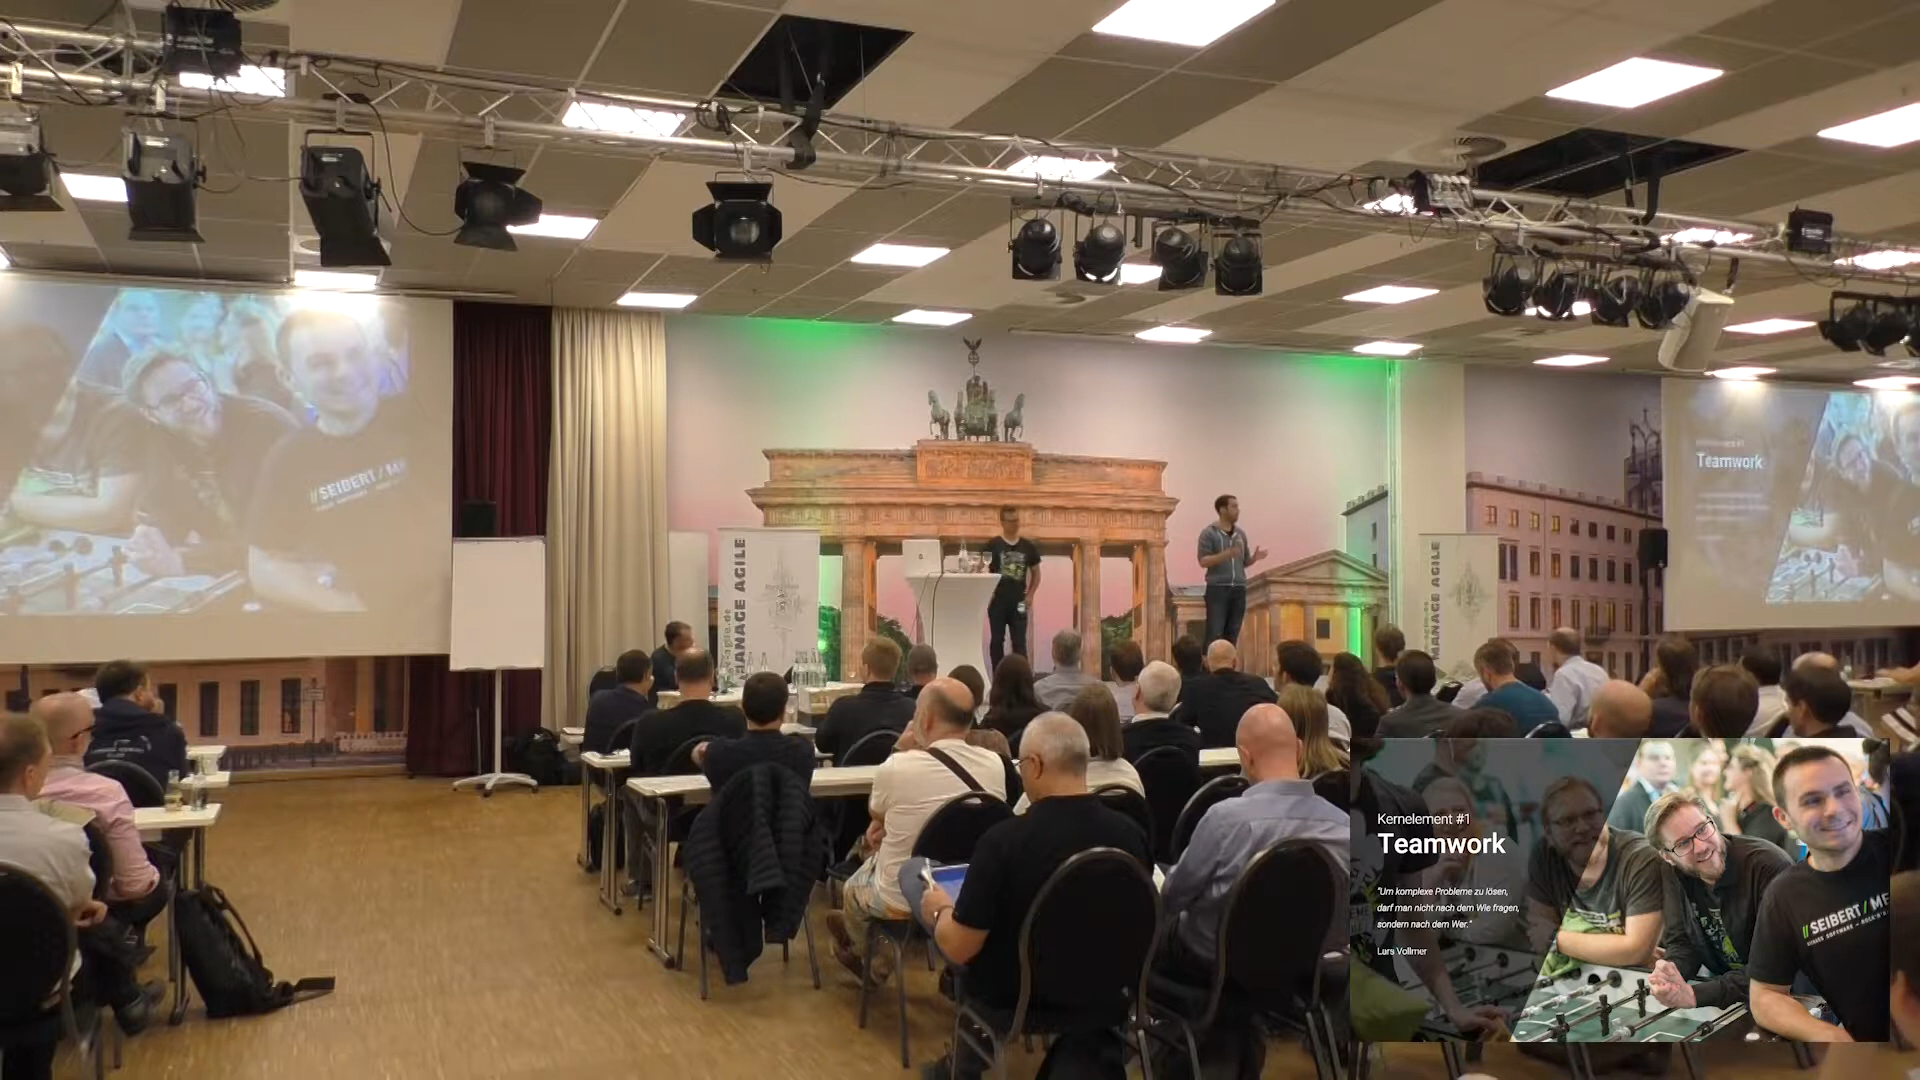 //SEIBERT/
MANAGE AGILE
MANAGE AGILE
Teamwork
Kernelement #1
Teamwork
"Um komplexe Probleme zu lösen,
darf man nicht nach dem Wie fragen,
sondern nach dem Wer."
Lars Vollmer
//SEIBERT/ME